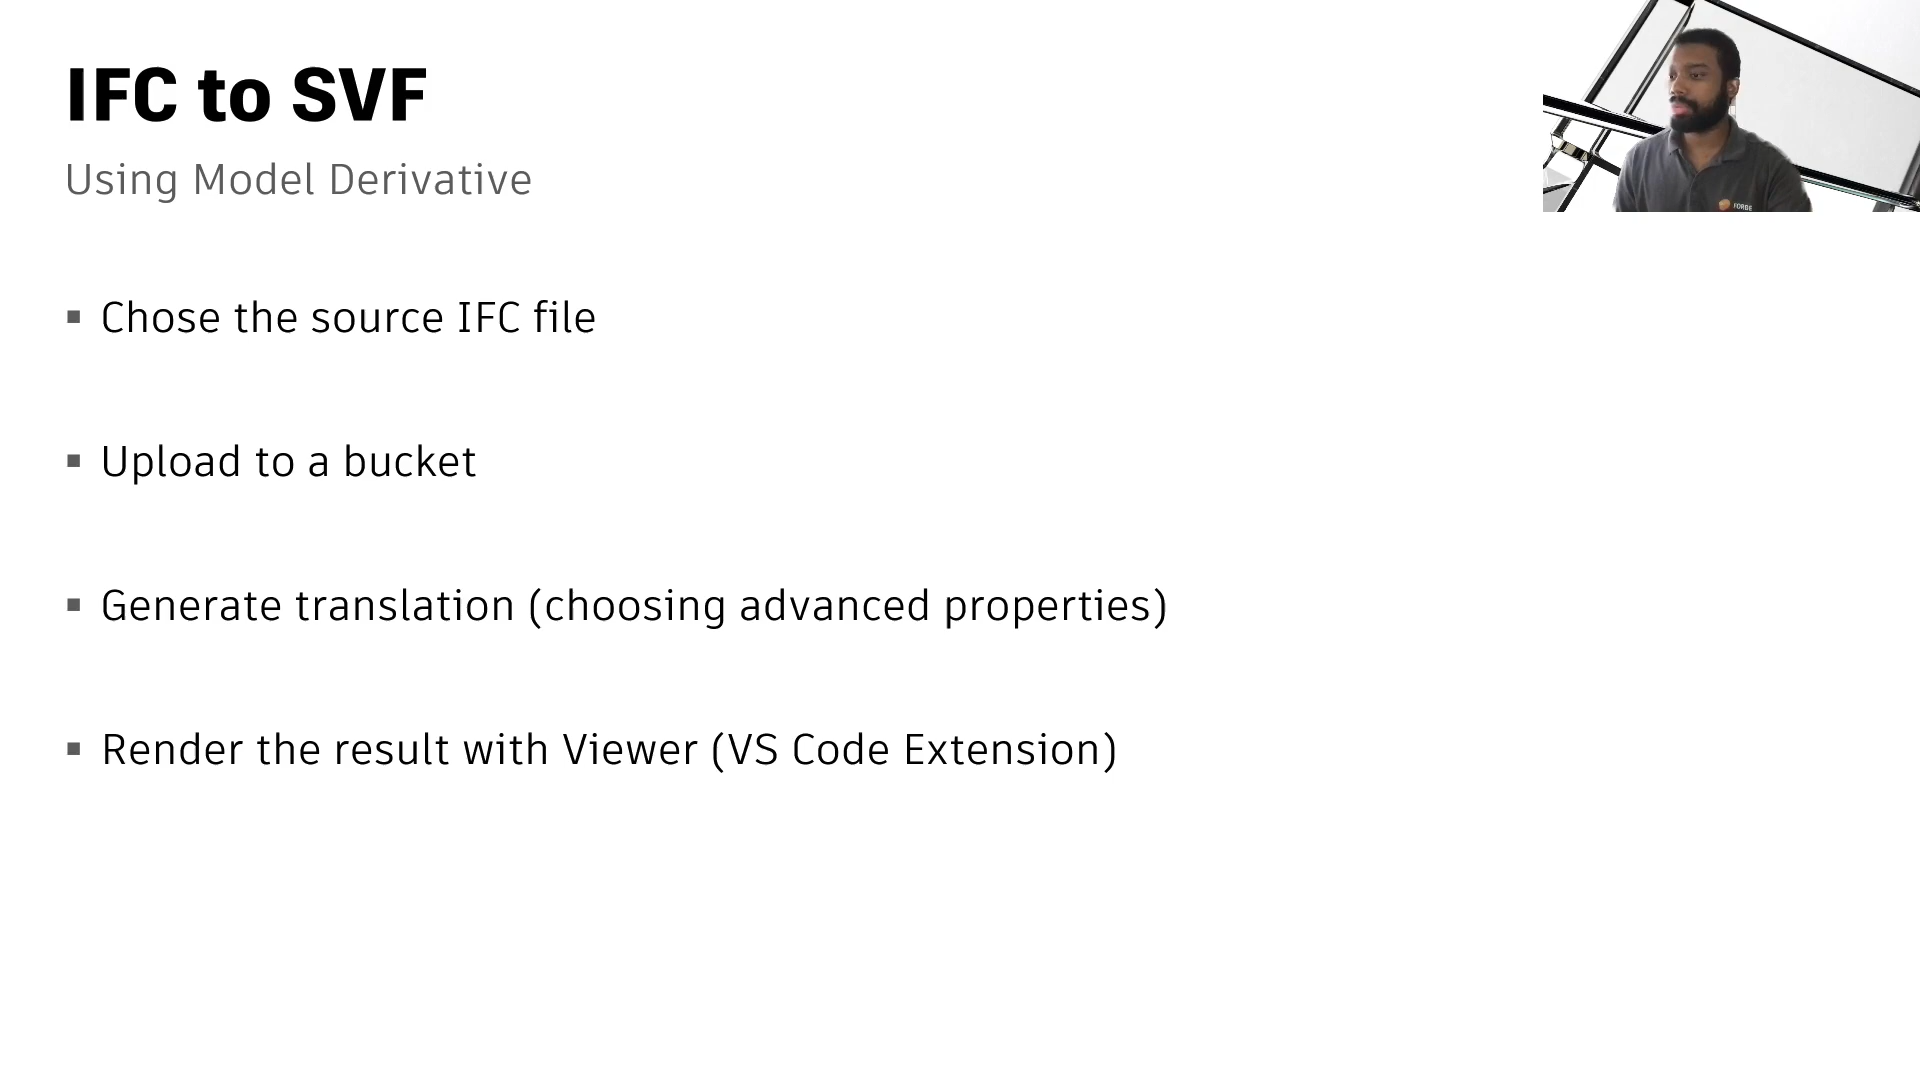 IFC to SVF
Using Model Derivative
▪ Chose the source IFC file
▪ Upload to a bucket
▪ Generate translation (choosing advanced properties)
▪ Render the result with Viewer (VS Code Extension)
FORGE